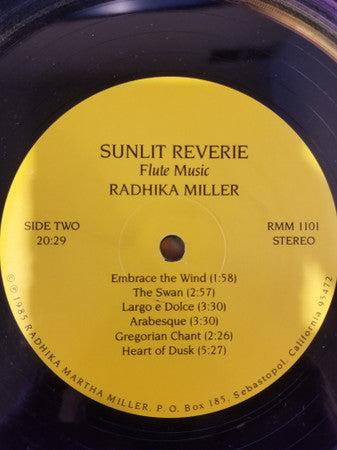 SUNLIT REVERIE
Flute Music
RADHIKA MILLER
SIDE TWO
20:29
RMM 1101
STEREO
Embrace the Wind (1:58)
The Swan (2:57)
Largo è Dolce (3:30)
Arabesque (3:30)
Gregorian Chant (2:26)
Heart of Dusk (5:27)
© ℗ 1985 RADHIKA MARTHA MILLER, P. O. Box 185, Sebastopol, California 95472